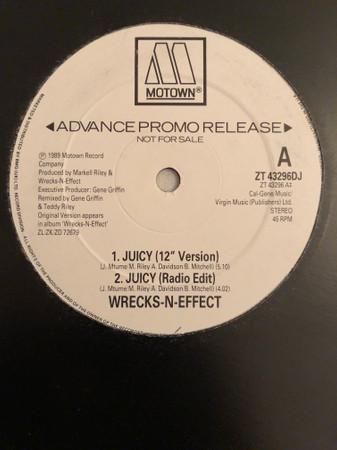 MOTOWN®
◄ADVANCE PROMO RELEASE►
NOT FOR SALE
℗ 1989 Motown Record
Company
Produced by Markell Riley &
Wrecks-N-Effect
Executive Producer: Gene Griffin
Remixed by Gene Griffin
& Teddy Riley
Original Version appears
in album 'Wrecks-N-Effect'
ZL·ZK·ZD 72679
A
ZT 43296DJ
ZT 43296 A1
Cal-Gene Music/
Virgin Music (Publishers) Ltd.
STEREO
45 RPM
1. JUICY (12" Version)
(J. Mtume M. Riley A. Davidson B. Mitchell) (5.10)
2. JUICY (Radio Edit)
(J. Mtume M. Riley A. Davidson B. Mitchell) (4.02)
WRECKS-N-EFFECT